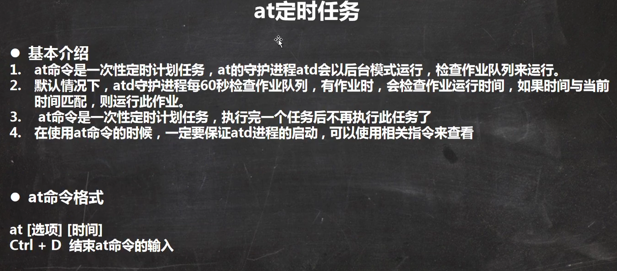 at定时任务
● 基本介绍
1. at命令是一次性定时计划任务，at的守护进程atd会以后台模式运行，检查作业队列来运行。
2. 默认情况下，atd守护进程每60秒检查作业队列，有作业时，会检查作业运行时间，如果时间与当前
时间匹配，则运行此作业。
3. at命令是一次性定时计划任务，执行完一个任务后不再执行此任务了
4. 在使用at命令的时候，一定要保证atd进程的启动，可以使用相关指令来查看
● at命令格式
at [选项] [时间]
Ctrl + D 结束at命令的输入